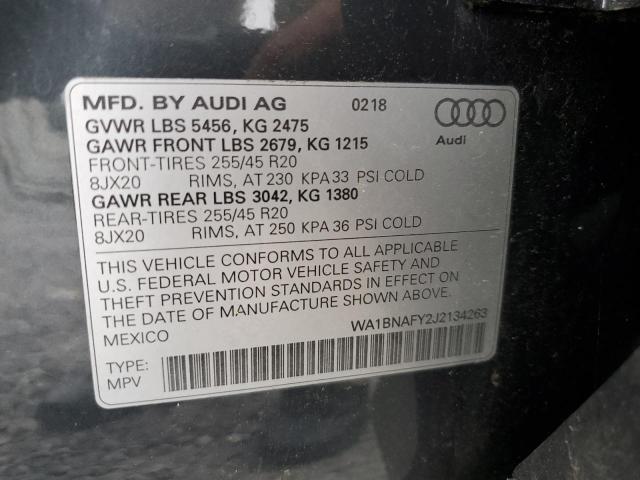 MFD. BY AUDI AG 0218
GVWR LBS 5456, KG 2475
GAWR FRONT LBS 2679, KG 1215
FRONT-TIRES 255/45 R20
8JX20 RIMS, AT 230 KPA 33 PSI COLD
GAWR REAR LBS 3042, KG 1380
REAR-TIRES 255/45 R20
8JX20 RIMS, AT 250 KPA 36 PSI COLD
Audi
THIS VEHICLE CONFORMS TO ALL APPLICABLE
U.S. FEDERAL MOTOR VEHICLE SAFETY AND
THEFT PREVENTION STANDARDS IN EFFECT ON
THE DATE OF MANUFACTURE SHOWN ABOVE.
MEXICO WA1BNAFY2J2134263
TYPE:
MPV